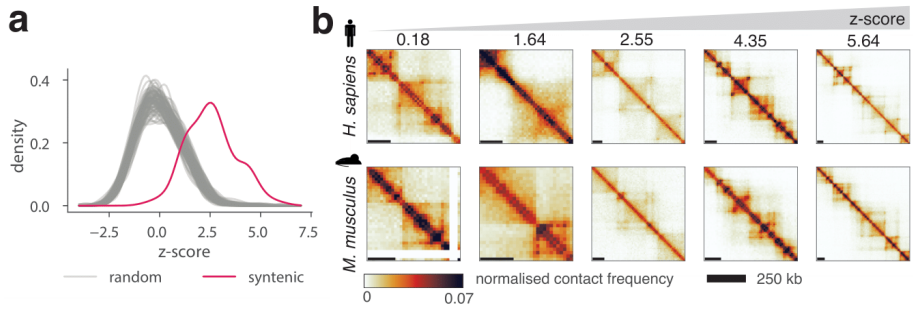 a
density
0.4
0.2
0.0
−2.5
0.0
2.5
5.0
7.5
z-score
random
syntenic
b
z-score
0.18
1.64
2.55
4.35
5.64
H. sapiens
M. musculus
0
0.07
normalised contact frequency
250 kb